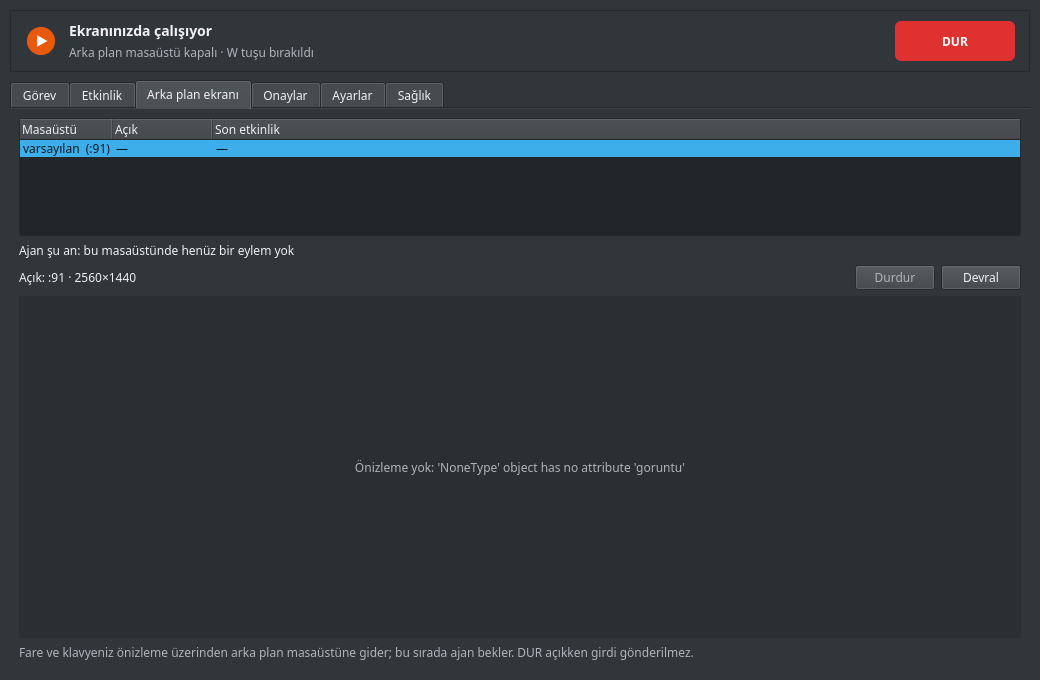 Ekranınızda çalışıyor
Arka plan masaüstü kapalı · W tuşu bırakıldı
DUR
Görev Etkinlik Arka plan ekranı Onaylar Ayarlar Sağlık
Masaüstü Açık Son etkinlik
varsayılan (:91) — —
Ajan şu an: bu masaüstünde henüz bir eylem yok
Açık: :91 · 2560×1440 Durdur Devral
Önizleme yok: 'NoneType' object has no attribute 'goruntu'
Fare ve klavyeniz önizleme üzerinden arka plan masaüstüne gider; bu sırada ajan bekler. DUR açıkken girdi gönderilmez.